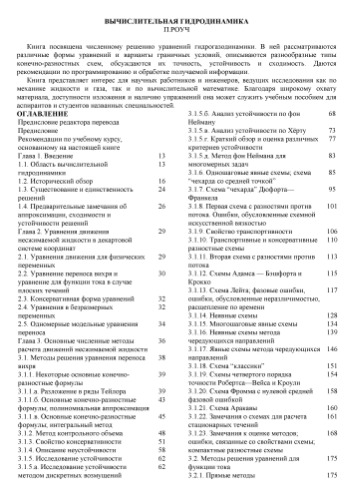 ВЫЧИСЛИТЕЛЬНАЯ ГИДРОДИНАМИКА
П.РОУЧ
Книга посвящена численному решению уравнений гидрогазодинамики. В ней рассматриваются
различные формы уравнений и варианты граничных условий, описываются разнообразные типы
конечно-разностных схем, обсуждаются их точность, устойчивость и сходимость. Даются
рекомендации по программированию и обработке получаемой информации.
Книга представляет интерес для научных работников и инженеров, ведущих исследования как по
механике жидкости и газа, так и по вычислительной математике. Благодаря широкому охвату
материала, доступности изложения и наличию упражнений она может служить учебным пособием для
аспирантов и студентов названных специальностей.
ОГЛАВЛЕНИЕ
Предисловие редактора перевода
Предисловие
Рекомендации по учебному курсу,
основанному на настоящей книге
Глава 1. Введение 13
1.1. Область вычислительной 13
гидродинамики
1.2. Исторический обзор 16
1.3. Существование и единственность 24
решений
1.4. Предварительные замечания об 26
аппроксимации, сходимости и
устойчивости решений
Глава 2. Уравнения движения 29
несжимаемой жидкости в декартовой
системе координат
2.1. Уравнения движения для физических 29
переменных
2.2. Уравнение переноса вихря и 30
уравнение для функции тока в случае
плоских течений
2.3. Консервативная форма уравнений 32
2.4. Уравнения в безразмерных 32
переменных
2.5. Одномерные модельные уравнения 34
переноса
Глава 3. Основные численные методы 36
расчета движений несжимаемой жидкости
3.1. Методы решения уравнения переноса 38
вихря
3.1.1. Некоторые основные конечно- 39
разностные формулы
3.1.1.а. Разложение в ряды Тейлора 39
3.1.1.б. Основные конечно-разностные 43
формулы, полиномиальная аппроксимация
3.1.1.в. Основные конечно-разностные 45
формулы, интегральный метод
3.1.2. Метод контрольного объема 48
3.1.3. Свойство консервативности 51
3.1.4. Описание неустойчивости 58
3.1.5. Исследование устойчивости 62
3.1.5.а. Исследование устойчивости 62
методом дискретных возмущений
3.1.5.б. Анализ устойчивости по фон 68
Нейману
3.1.5.в. Анализ устойчивости по Хёрту 73
3.1.5.г. Краткий обзор и оценка различных 77
критериев устойчивости
3.1.5.д. Метод фон Неймана для 83
многомерных задач
3.1.6. Одношаговые явные схемы; схема 85
"чехарда со средней точкой"
3.1.7. Схема "чехарда" Дюфорта— 95
Франкела
3.1.8. Первая схема с разностями против 101
потока. Ошибки, обусловленные схемной
искусственной вязкостью
3.1.9. Свойство транспортивности 106
3.1.10. Транспортивные и консервативные 110
разностные схемы
3.1.11. Вторая схема с разностями против 113
потока
3.1.12. Схемы Адамса — Бэшфорта и 115
Крокко
3.1.13. Схема Лейта; фазовые ошибки, 117
ошибки, обусловленные неразличимостью,
расщепление по времени
3.1.14. Неявные схемы 128
3.1.15. Многошаговые явные схемы 134
3.1.16. Неявные схемы метода 139
чередующихся направлений
3.1.17. Явные схемы метода чередующихся 146
направлений
3.1.18. Схема "классики" 151
3.1.19. Схемы четвертого порядка 154
точности Робертса—Вейса и Кроули
3.1.20. Схема Фромма с нулевой средней 158
фазовой ошибкой
3.1.21. Схема Аракавы 160
3.1.22. Замечания о схемах для расчета 161
стационарных течений
3.1.23. Замечания к оценке методов; 168
ошибки, связанные со свойствами схемы;
компактные разностные схемы
3.2. Методы решения уравнений для 175
функции тока
3.2.1. Прямые методы 175